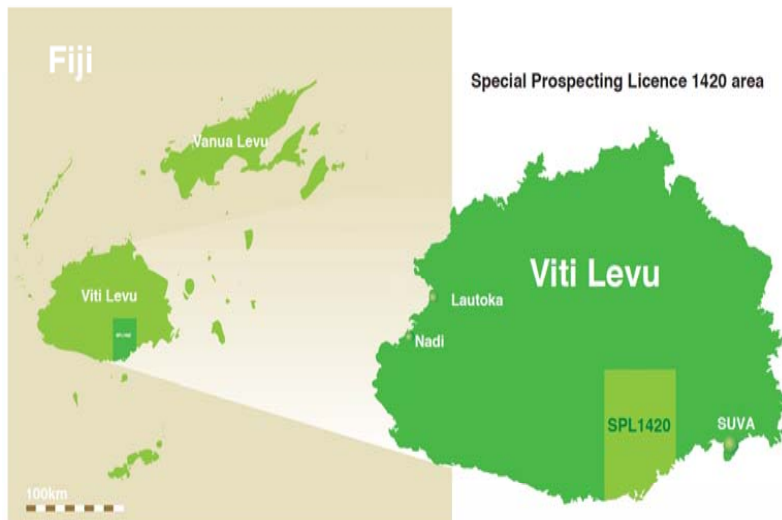 Fiji
Special Prospecting Licence 1420 area
Vanua Levu
Viti Levu
100km
Viti Levu
Lautoka
Nadi
SPL1420
SUVA